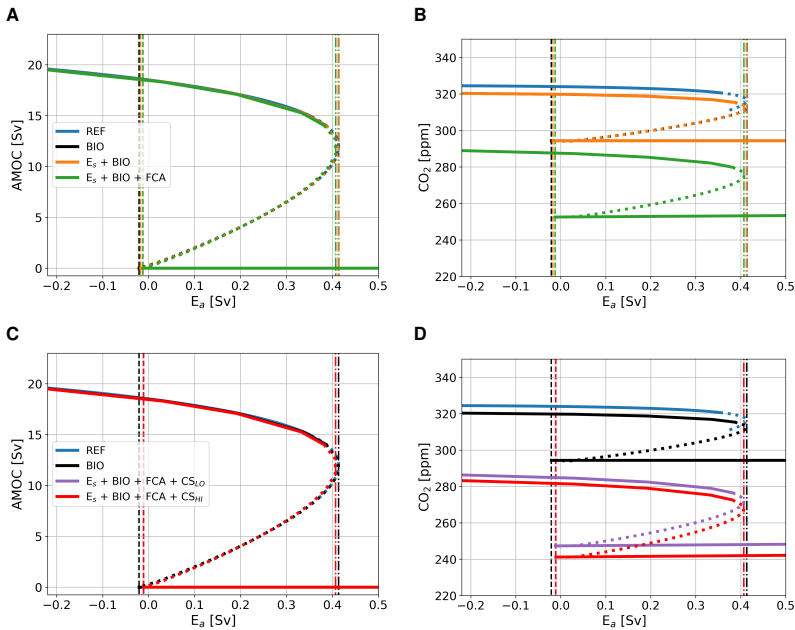 A
AMOC [Sv]
20
15
10
5
0
REF
BIO
E_s + BIO
E_s + BIO + FCA
−0.2 −0.1 0.0 0.1 0.2 0.3 0.4 0.5
E_a [Sv]
B
CO_2 [ppm]
340
320
300
280
260
240
220
−0.2 −0.1 0.0 0.1 0.2 0.3 0.4 0.5
E_a [Sv]
C
AMOC [Sv]
20
15
10
5
0
REF
BIO
E_s + BIO + FCA + CS_LO
E_s + BIO + FCA + CS_HI
−0.2 −0.1 0.0 0.1 0.2 0.3 0.4 0.5
E_a [Sv]
D
CO_2 [ppm]
340
320
300
280
260
240
220
−0.2 −0.1 0.0 0.1 0.2 0.3 0.4 0.5
E_a [Sv]